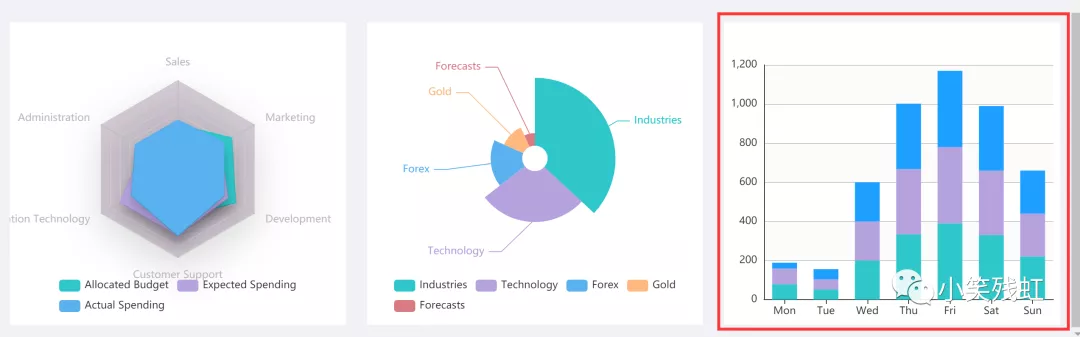 Sales
Administration
Marketing
tion Technology
Development
Customer Support
Allocated Budget
Expected Spending
Actual Spending
Forecasts
Gold
Industries
Forex
Technology
Industries
Technology
Forex
Gold
Forecasts
1,200
1,000
800
600
400
200
0
Mon
Tue
Wed
Thu
Fri
Sat
Sun
小笑残虹